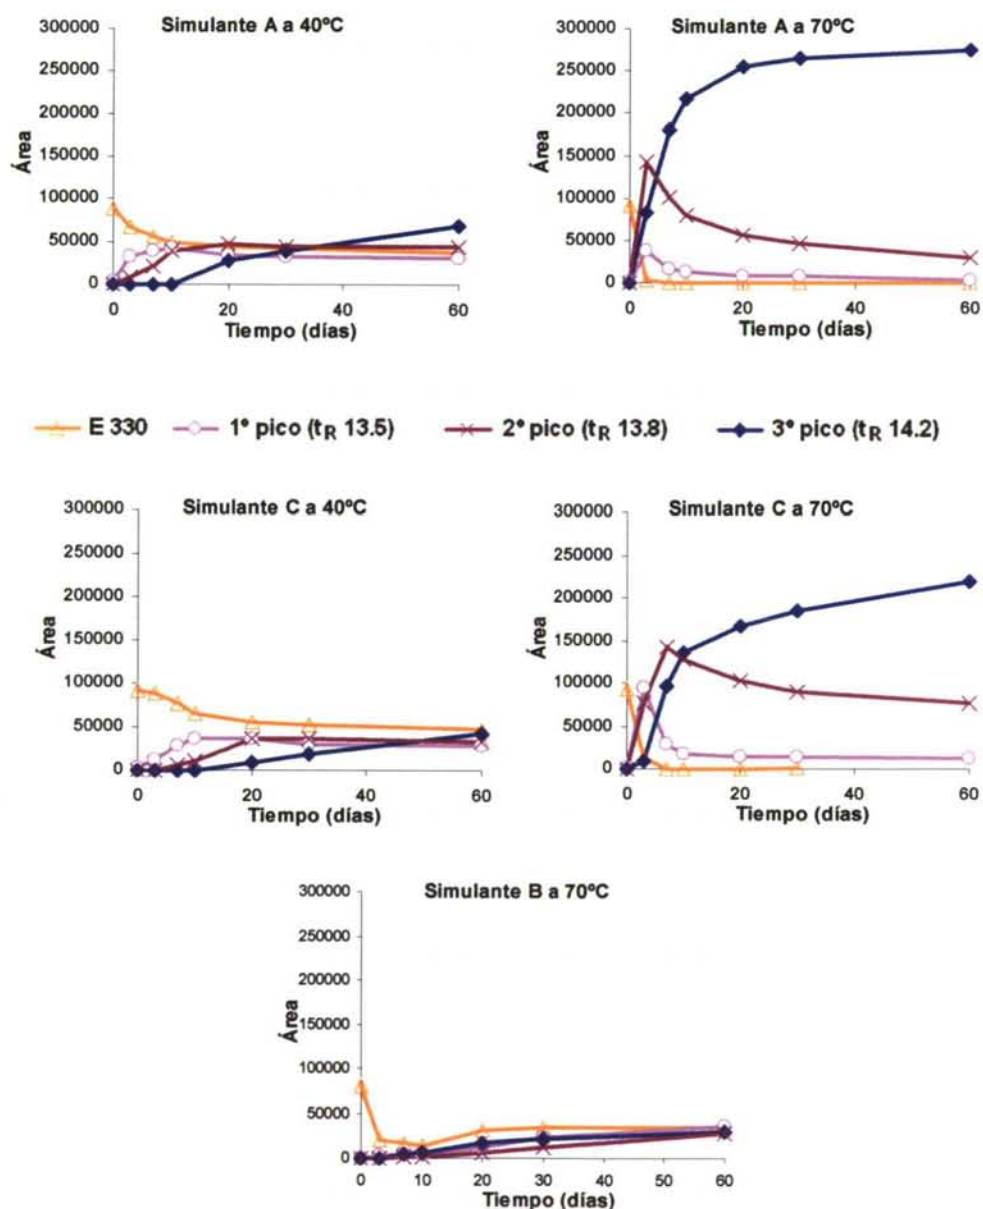 Simulante A a 40ºC
300000
250000
200000
150000
100000
50000
0
Área
0 20 40 60
Tiempo (días)
Simulante A a 70ºC
300000
250000
200000
150000
100000
50000
0
Área
0 20 40 60
Tiempo (días)
E 330 1º pico (tR 13.5) 2º pico (tR 13.8) 3º pico (tR 14.2)
Simulante C a 40ºC
300000
250000
200000
150000
100000
50000
0
Área
0 20 40 60
Tiempo (días)
Simulante C a 70ºC
300000
250000
200000
150000
100000
50000
0
Área
0 20 40 60
Tiempo (días)
Simulante B a 70ºC
300000
250000
200000
150000
100000
50000
0
Área
0 10 20 30 40 50 60
Tiempo (días)